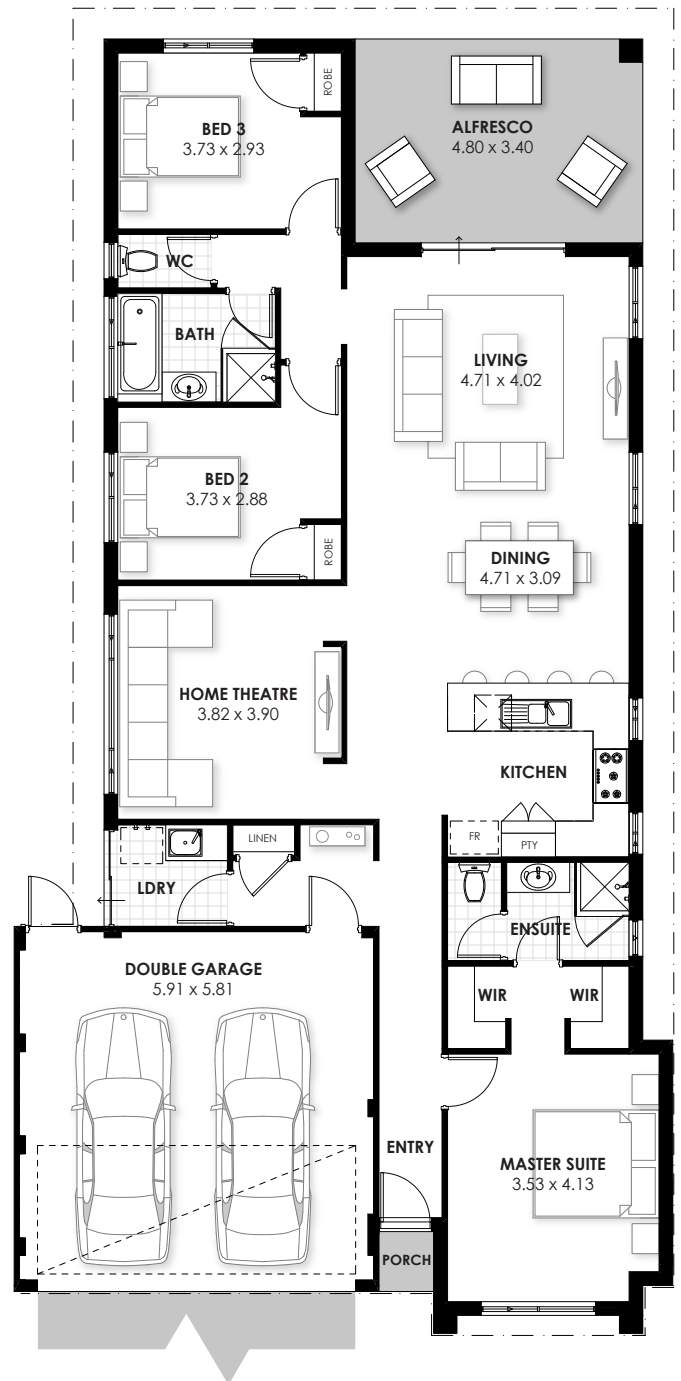 ROBE
BED 3
3.73 x 2.93
ALFRESCO
4.80 x 3.40
WC
BATH
LIVING
4.71 x 4.02
BED 2
3.73 x 2.88
ROBE
DINING
4.71 x 3.09
HOME THEATRE
3.82 x 3.90
KITCHEN
FR
PTY
LINEN
LDRY
ENSUITE
DOUBLE GARAGE
5.91 x 5.81
WIR
WIR
ENTRY
MASTER SUITE
3.53 x 4.13
PORCH